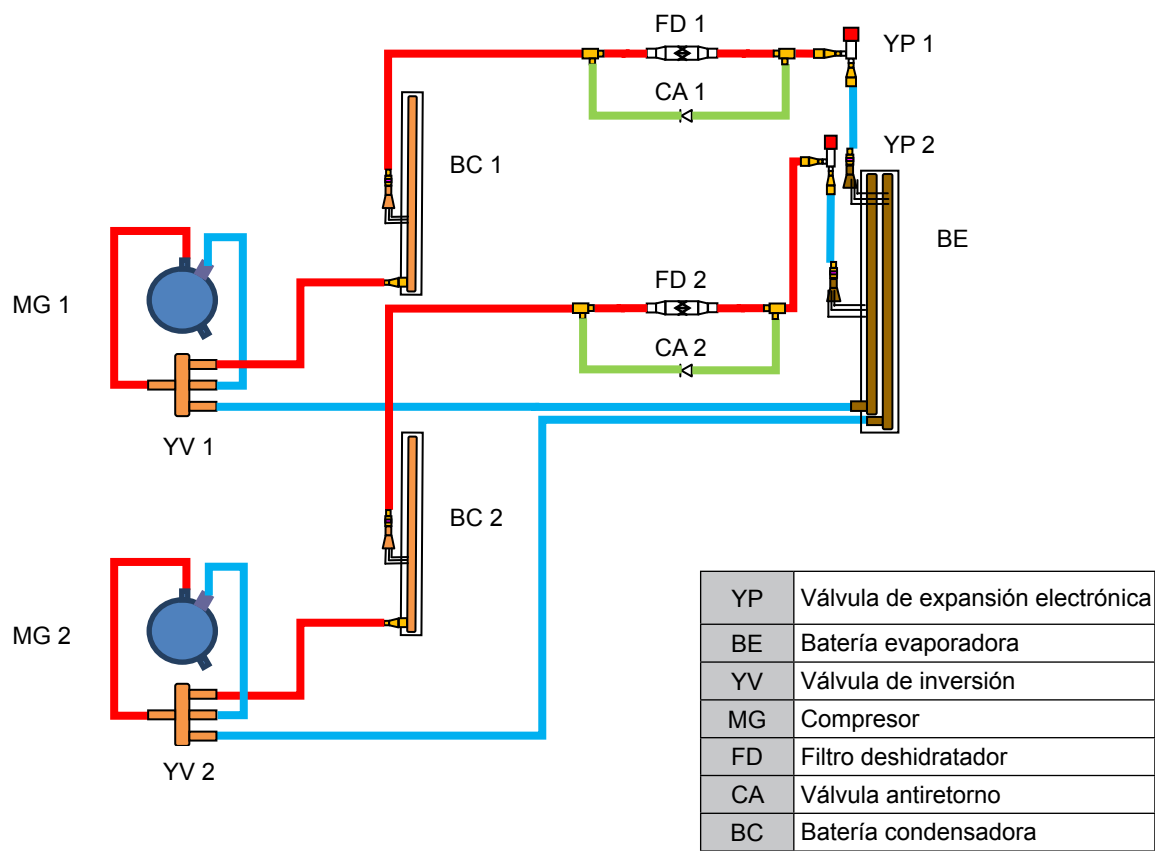 FD 1
YP 1
CA 1
YP 2
BC 1
BE
FD 2
MG 1
CA 2
YV 1
BC 2
MG 2
YV 2
YP Válvula de expansión electrónica
BE Batería evaporadora
YV Válvula de inversión
MG Compresor
FD Filtro deshidratador
CA Válvula antiretorno
BC Batería condensadora